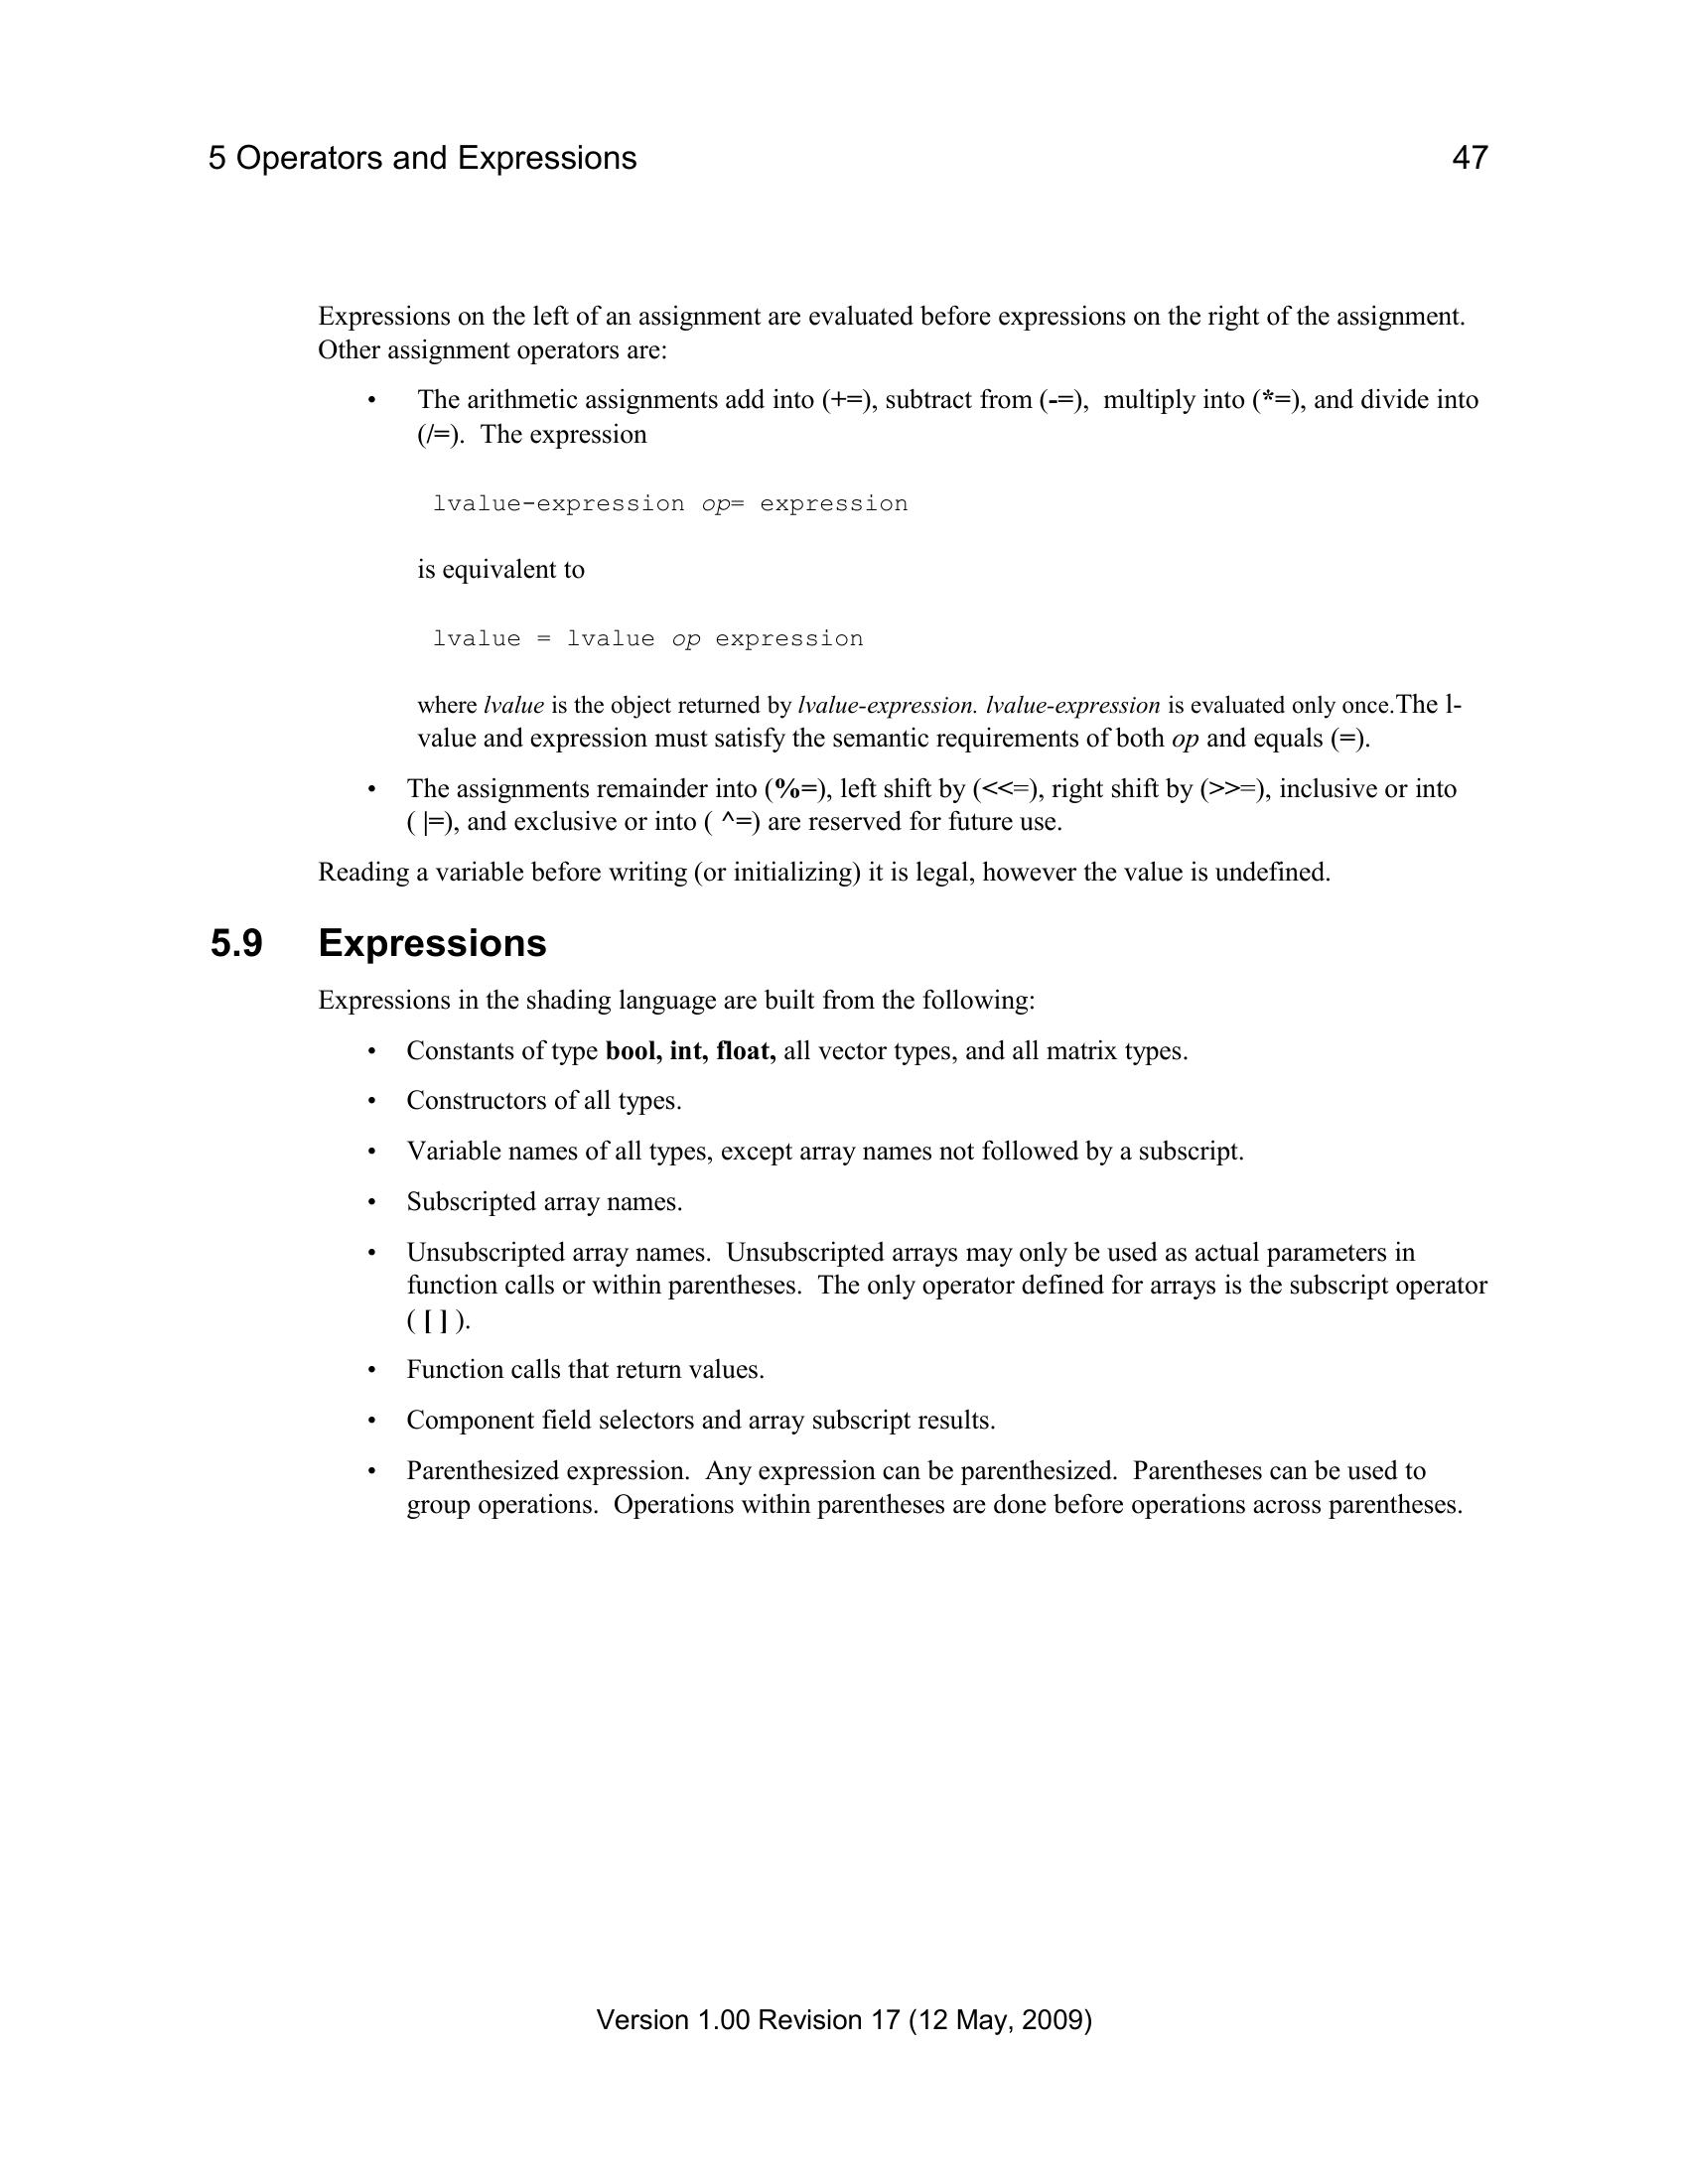 5 Operators and Expressions 47
Expressions on the left of an assignment are evaluated before expressions on the right of the assignment.
Other assignment operators are:
• The arithmetic assignments add into (+=), subtract from (-=),  multiply into (*=), and divide into
(/=).  The expression
lvalue-expression op= expression
is equivalent to
lvalue = lvalue op expression
where lvalue is the object returned by lvalue-expression. lvalue-expression is evaluated only once.The l-
value and expression must satisfy the semantic requirements of both op and equals (=).
• The assignments remainder into (%=), left shift by (<<=), right shift by (>>=), inclusive or into
( |=), and exclusive or into ( ^=) are reserved for future use.
Reading a variable before writing (or initializing) it is legal, however the value is undefined.
5.9 Expressions
Expressions in the shading language are built from the following:
• Constants of type bool, int, float, all vector types, and all matrix types.
• Constructors of all types.
• Variable names of all types, except array names not followed by a subscript.
• Subscripted array names.
• Unsubscripted array names.  Unsubscripted arrays may only be used as actual parameters in
function calls or within parentheses.  The only operator defined for arrays is the subscript operator
( [ ] ).
• Function calls that return values.
• Component field selectors and array subscript results.
• Parenthesized expression.  Any expression can be parenthesized.  Parentheses can be used to
group operations.  Operations within parentheses are done before operations across parentheses.
Version 1.00 Revision 17 (12 May, 2009)